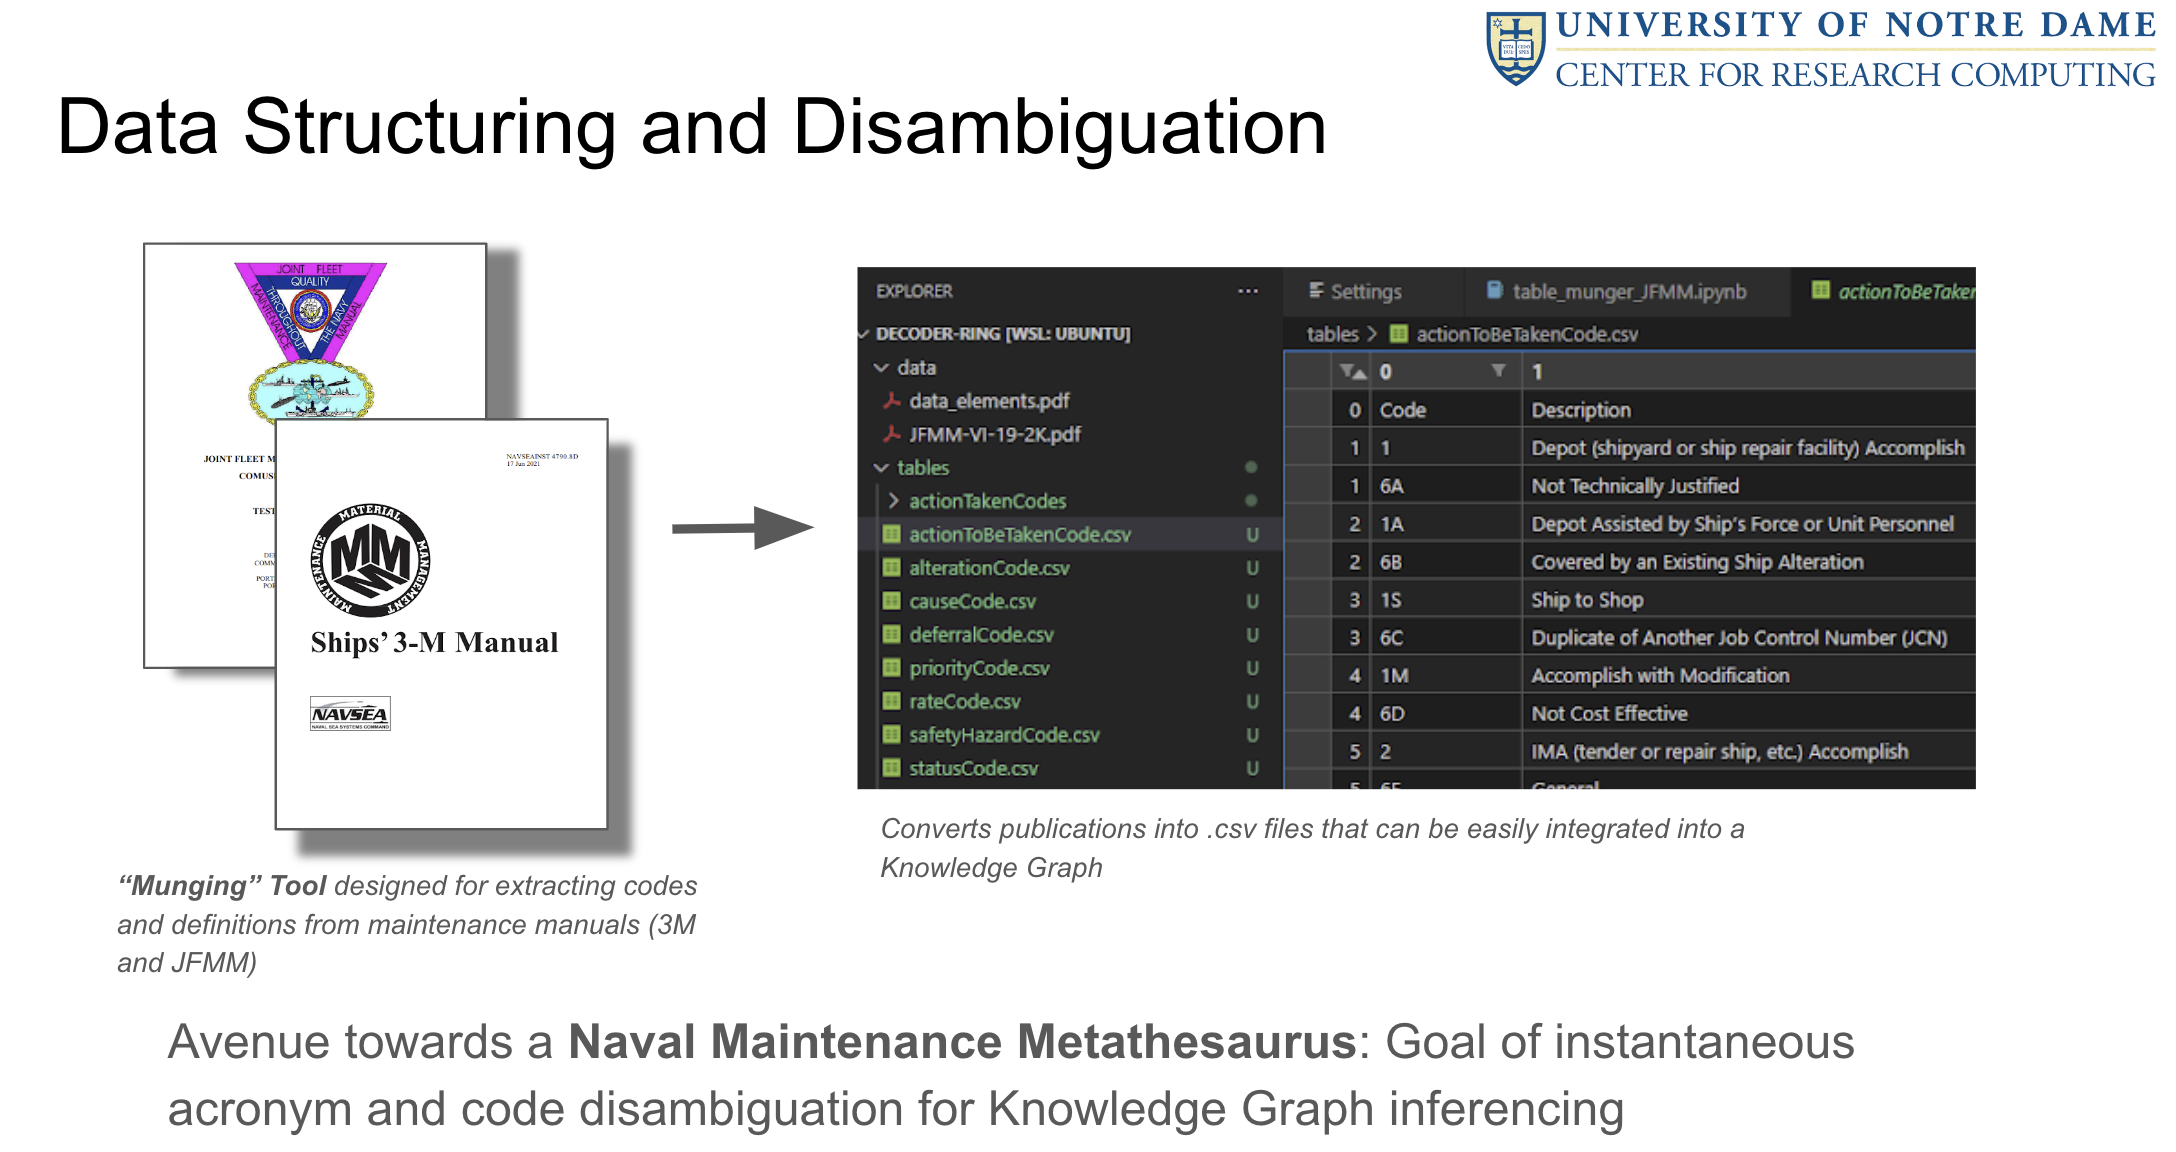 UNIVERSITY OF NOTRE DAME
CENTER FOR RESEARCH COMPUTING
Data Structuring and Disambiguation
JOINT FLEET
MAINTENANCE
MANUAL
QUALITY
THROUGHOUT
THE NAVY
JOINT FLEET M
COMUS
TEST
DE
COMM
PORT
POR
NAVSEAINST 4790.8D
17 Jun 2021
MATERIAL
MAINTENANCE
MANAGEMENT
MMM
Ships’ 3-M Manual
NAVSEA
NAVAL SEA SYSTEMS COMMAND
“Munging” Tool designed for extracting codes
and definitions from maintenance manuals (3M
and JFMM)
EXPLORER ···
DECODER-RING [WSL: UBUNTU]
data
data_elements.pdf
JFMM-VI-19-2K.pdf
tables
actionTakenCodes
actionToBeTakenCode.csv U
alterationCode.csv U
causeCode.csv U
deferralCode.csv U
priorityCode.csv U
rateCode.csv U
safetyHazardCode.csv U
statusCode.csv U
Settings table_munger_JFMM.ipynb actionToBeTaken
tables > actionToBeTakenCode.csv
0 1
0 Code Description
1 1 Depot (shipyard or ship repair facility) Accomplish
1 6A Not Technically Justified
2 1A Depot Assisted by Ship's Force or Unit Personnel
2 6B Covered by an Existing Ship Alteration
3 1S Ship to Shop
3 6C Duplicate of Another Job Control Number (JCN)
4 1M Accomplish with Modification
4 6D Not Cost Effective
5 2 IMA (tender or repair ship, etc.) Accomplish
Converts publications into .csv files that can be easily integrated into a
Knowledge Graph
Avenue towards a Naval Maintenance Metathesaurus: Goal of instantaneous
acronym and code disambiguation for Knowledge Graph inferencing